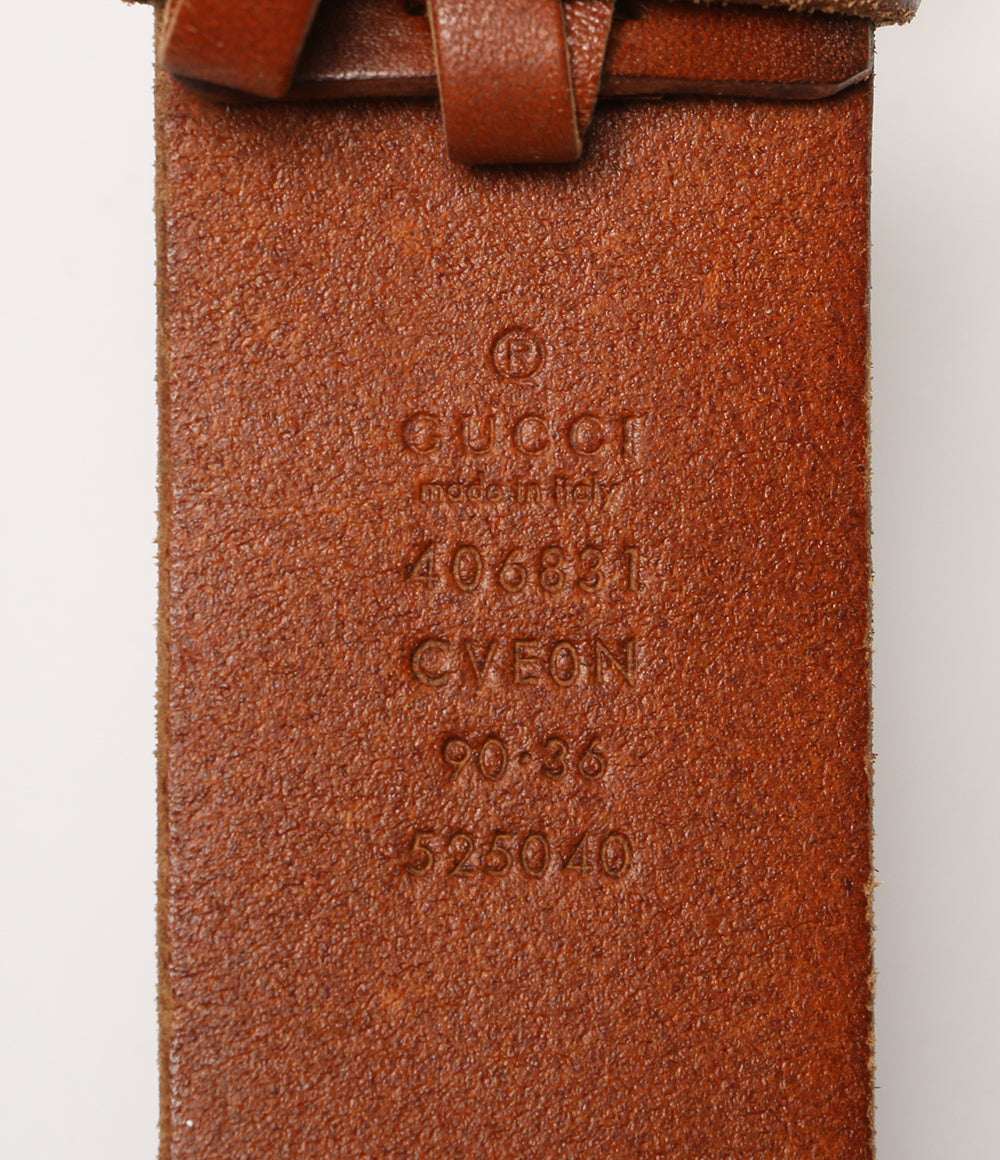 ®
GUCCI
made in italy
406831
CVE0N
90·36
525040